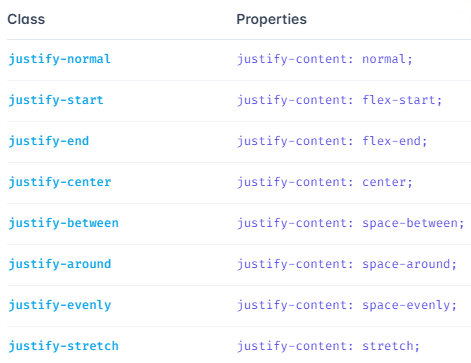 Class Properties
justify-normal justify-content: normal;
justify-start justify-content: flex-start;
justify-end justify-content: flex-end;
justify-center justify-content: center;
justify-between justify-content: space-between;
justify-around justify-content: space-around;
justify-evenly justify-content: space-evenly;
justify-stretch justify-content: stretch;